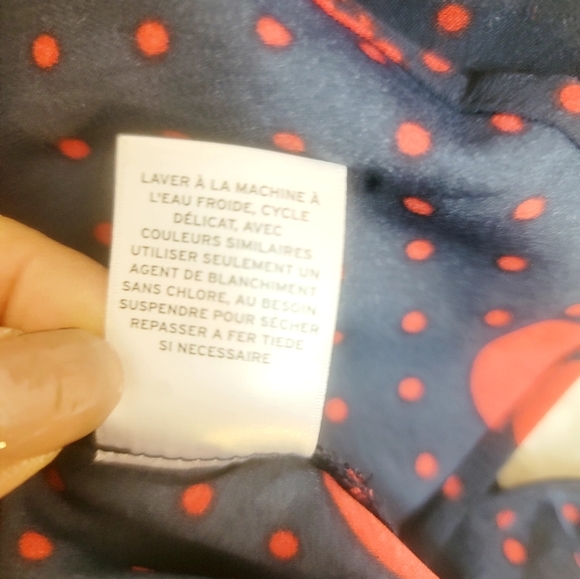 LAVER À LA MACHINE À
L'EAU FROIDE, CYCLE
DÉLICAT, AVEC
COULEURS SIMILAIRES
UTILISER SEULEMENT UN
AGENT DE BLANCHIMENT
SANS CHLORE, AU BESOIN
SUSPENDRE POUR SÉCHER
REPASSER A FER TIEDE
SI NECESSAIRE